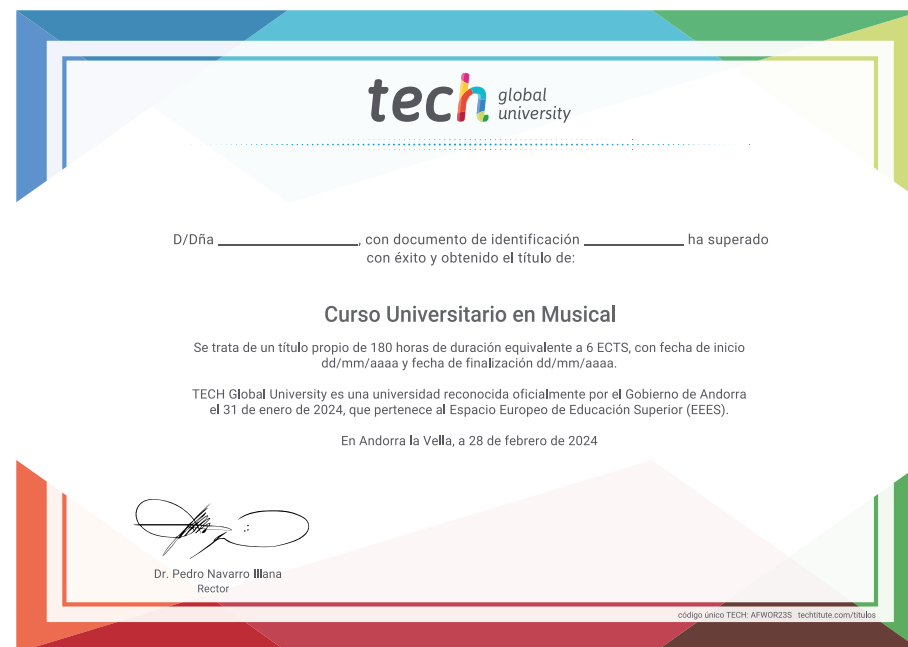 tech global university
D/Dña ____________________, con documento de identificación ______________ ha superado
con éxito y obtenido el título de:
Curso Universitario en Musical
Se trata de un título propio de 180 horas de duración equivalente a 6 ECTS, con fecha de inicio
dd/mm/aaaa y fecha de finalización dd/mm/aaaa.
TECH Global University es una universidad reconocida oficialmente por el Gobierno de Andorra
el 31 de enero de 2024, que pertenece al Espacio Europeo de Educación Superior (EEES).
En Andorra la Vella, a 28 de febrero de 2024
Dr. Pedro Navarro Illana
Rector
código único TECH: AFWOR23S techtitute.com/titulos